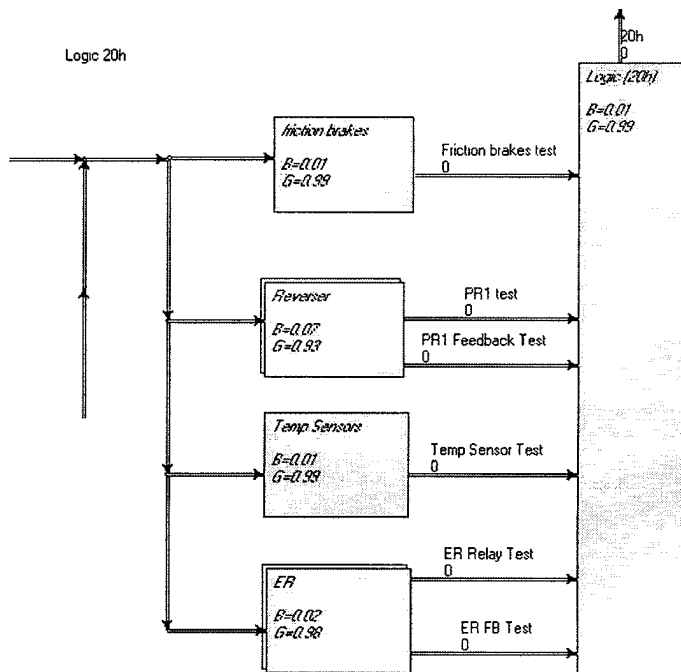 20h
0
Logic 20h
Logic (20h)
B=0.01
G=0.99
friction brakes
B=0.01
G=0.99
Friction brakes test
0
Reverser
B=0.07
G=0.93
PR1 test
0
PR1 Feedback Test
0
Temp Sensors
B=0.01
G=0.99
Temp Sensor Test
0
ER
B=0.02
G=0.98
ER Relay Test
0
ER FB Test
0